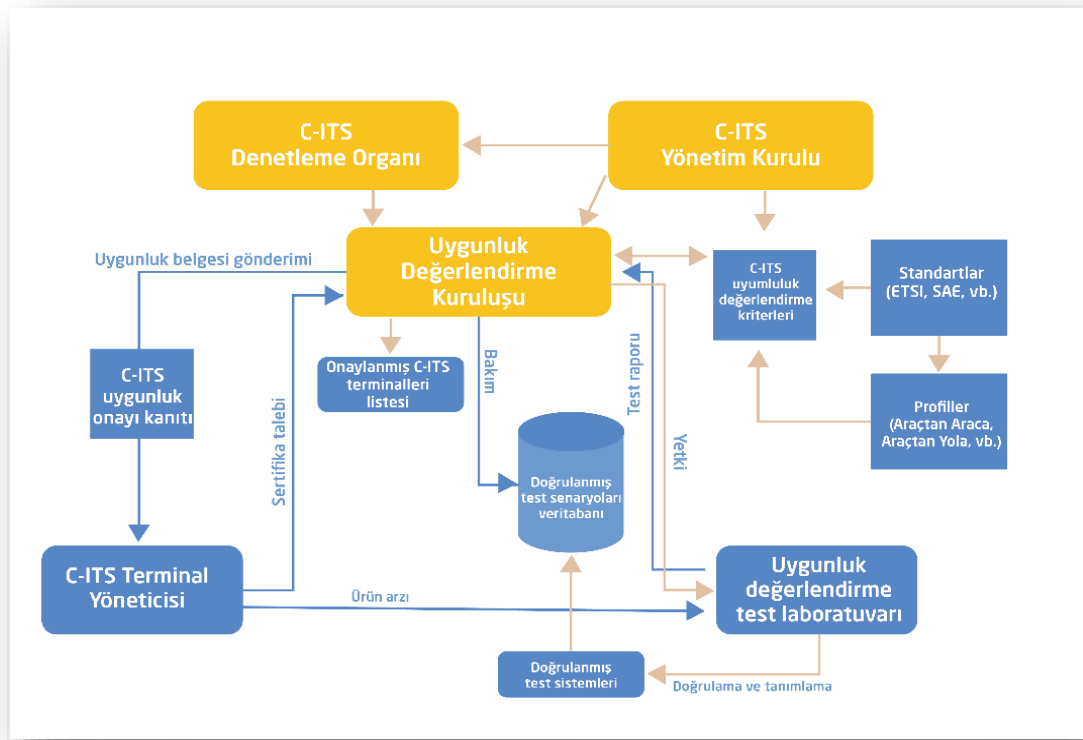 C-ITS
Denetleme Organı
C-ITS
Yönetim Kurulu
Uygunluk belgesi gönderimi
Uygunluk
Değerlendirme
Kuruluşu
C-ITS
uyumluluk
değerlendirme
kriterleri
Standartlar
(ETSI, SAE, vb.)
C-ITS
uygunluk
onayı kanıtı
Onaylanmış C-ITS
terminalleri
listesi
Bakım
Test raporu
Profiller
(Araçtan Araca,
Araçtan Yola, vb.)
Sertifika talebi
Yetki
Doğrulanmış
test senaryoları
veritabanı
C-ITS Terminal
Yöneticisi
Ürün arzı
Uygunluk
değerlendirme
test laboratuvarı
Doğrulanmış
test sistemleri
Doğrulama ve tanımlama